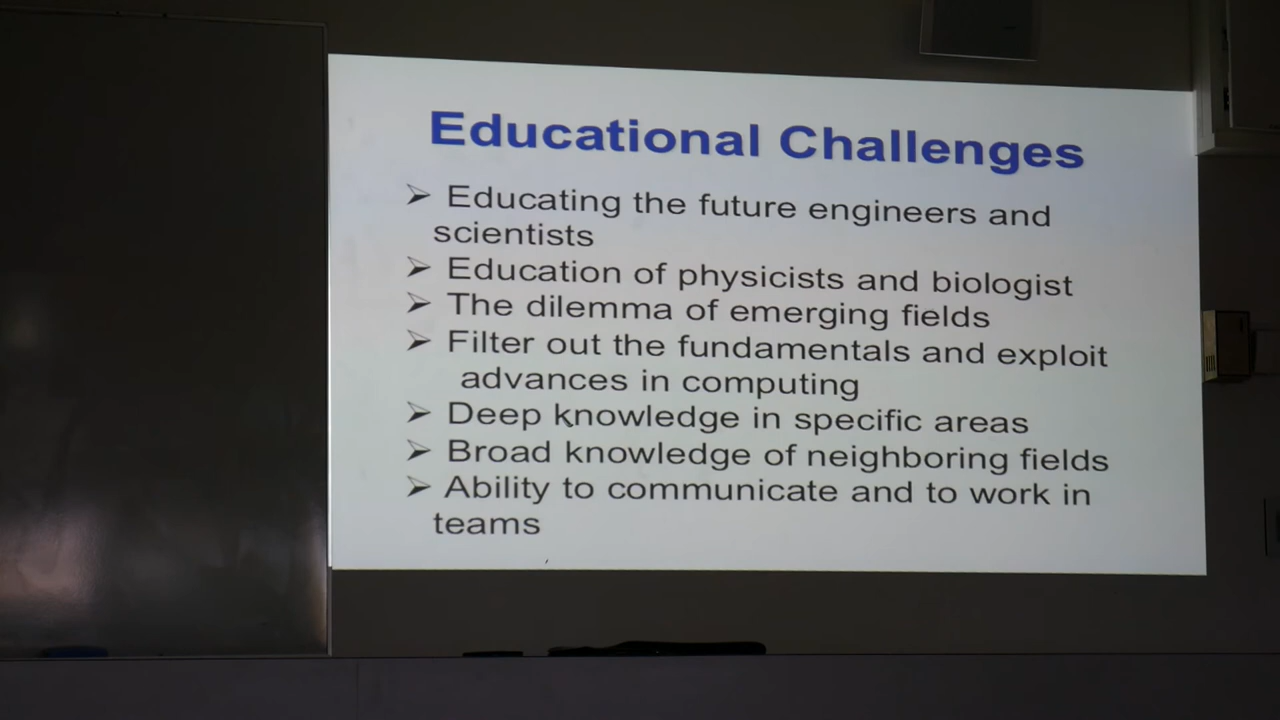 Educational Challenges
➢ Educating the future engineers and
scientists
➢ Education of physicists and biologist
➢ The dilemma of emerging fields
➢ Filter out the fundamentals and exploit
advances in computing
➢ Deep knowledge in specific areas
➢ Broad knowledge of neighboring fields
➢ Ability to communicate and to work in
teams